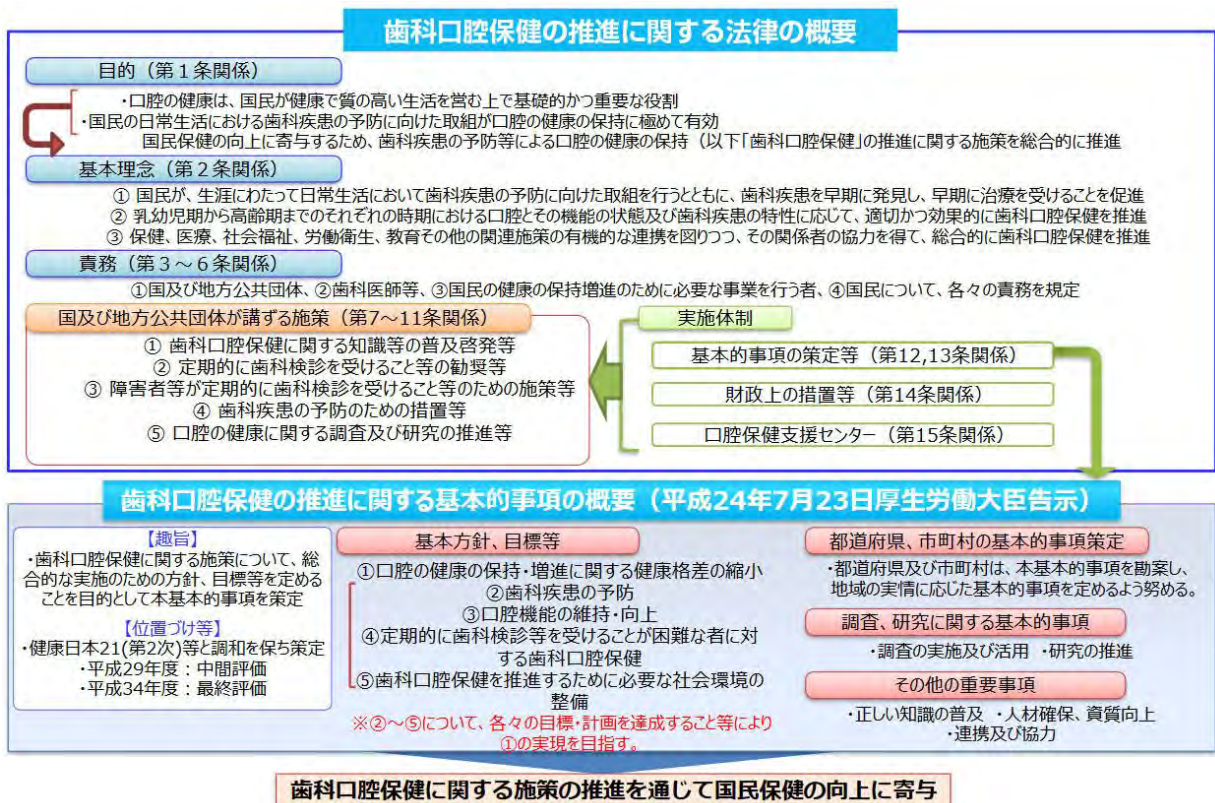 歯科口腔保健の推進に関する法律の概要
目的（第１条関係）
・口腔の健康は、国民が健康で質の高い生活を営む上で基礎的かつ重要な役割
・国民の日常生活における歯科疾患の予防に向けた取組が口腔の健康の保持に極めて有効
国民保健の向上に寄与するため、歯科疾患の予防等による口腔の健康の保持（以下「歯科口腔保健」の推進に関する施策を総合的に推進
基本理念（第２条関係）
① 国民が、生涯にわたって日常生活において歯科疾患の予防に向けた取組を行うとともに、歯科疾患を早期に発見し、早期に治療を受けることを促進
② 乳幼児期から高齢期までのそれぞれの時期における口腔とその機能の状態及び歯科疾患の特性に応じて、適切かつ効果的に歯科口腔保健を推進
③ 保健、医療、社会福祉、労働衛生、教育その他の関連施策の有機的な連携を図りつつ、その関係者の協力を得て、総合的に歯科口腔保健を推進
責務（第３～６条関係）
①国及び地方公共団体、②歯科医師等、③国民の健康の保持増進のために必要な事業を行う者、④国民について、各々の責務を規定
国及び地方公共団体が講ずる施策（第7～11条関係）
① 歯科口腔保健に関する知識等の普及啓発等
② 定期的に歯科検診を受けること等の勧奨等
③ 障害者等が定期的に歯科検診を受けること等のための施策等
④ 歯科疾患の予防のための措置等
⑤ 口腔の健康に関する調査及び研究の推進等
実施体制
基本的事項の策定等（第12,13条関係）
財政上の措置等（第14条関係）
口腔保健支援センター（第15条関係）
歯科口腔保健の推進に関する基本的事項の概要（平成24年7月23日厚生労働大臣告示）
【趣旨】
・歯科口腔保健に関する施策について、総
合的な実施のための方針、目標等を定める
ことを目的として本基本的事項を策定
【位置づけ等】
・健康日本21(第2次)等と調和を保ち策定
・平成29年度：中間評価
・平成34年度：最終評価
基本方針、目標等
①口腔の健康の保持・増進に関する健康格差の縮小
②歯科疾患の予防
③口腔機能の維持・向上
④定期的に歯科検診等を受けることが困難な者に対
する歯科口腔保健
⑤歯科口腔保健を推進するために必要な社会環境の
整備
※②～⑤について、各々の目標・計画を達成すること等により
①の実現を目指す。
都道府県、市町村の基本的事項策定
・都道府県及び市町村は、本基本的事項を勘案し、
地域の実情に応じた基本的事項を定めるよう努める。
調査、研究に関する基本的事項
・調査の実施及び活用 ・研究の推進
その他の重要事項
・正しい知識の普及 ・人材確保、資質向上
・連携及び協力
歯科口腔保健に関する施策の推進を通じて国民保健の向上に寄与